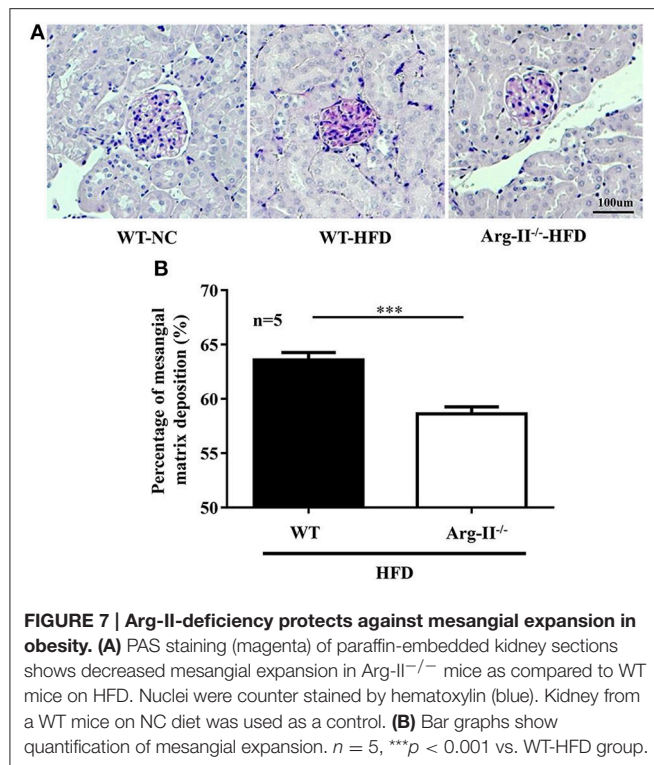 A
100um
WT-NC WT-HFD Arg-II-/--HFD
B
Percentage of mesangial
matrix deposition (%)
70
65
60
55
50
n=5
***
WT Arg-II-/-
HFD
FIGURE 7 | Arg-II-deficiency protects against mesangial expansion in
obesity. (A) PAS staining (magenta) of paraffin-embedded kidney sections
shows decreased mesangial expansion in Arg-II−/− mice as compared to WT
mice on HFD. Nuclei were counter stained by hematoxylin (blue). Kidney from
a WT mice on NC diet was used as a control. (B) Bar graphs show
quantification of mesangial expansion. n = 5, ***p < 0.001 vs. WT-HFD group.